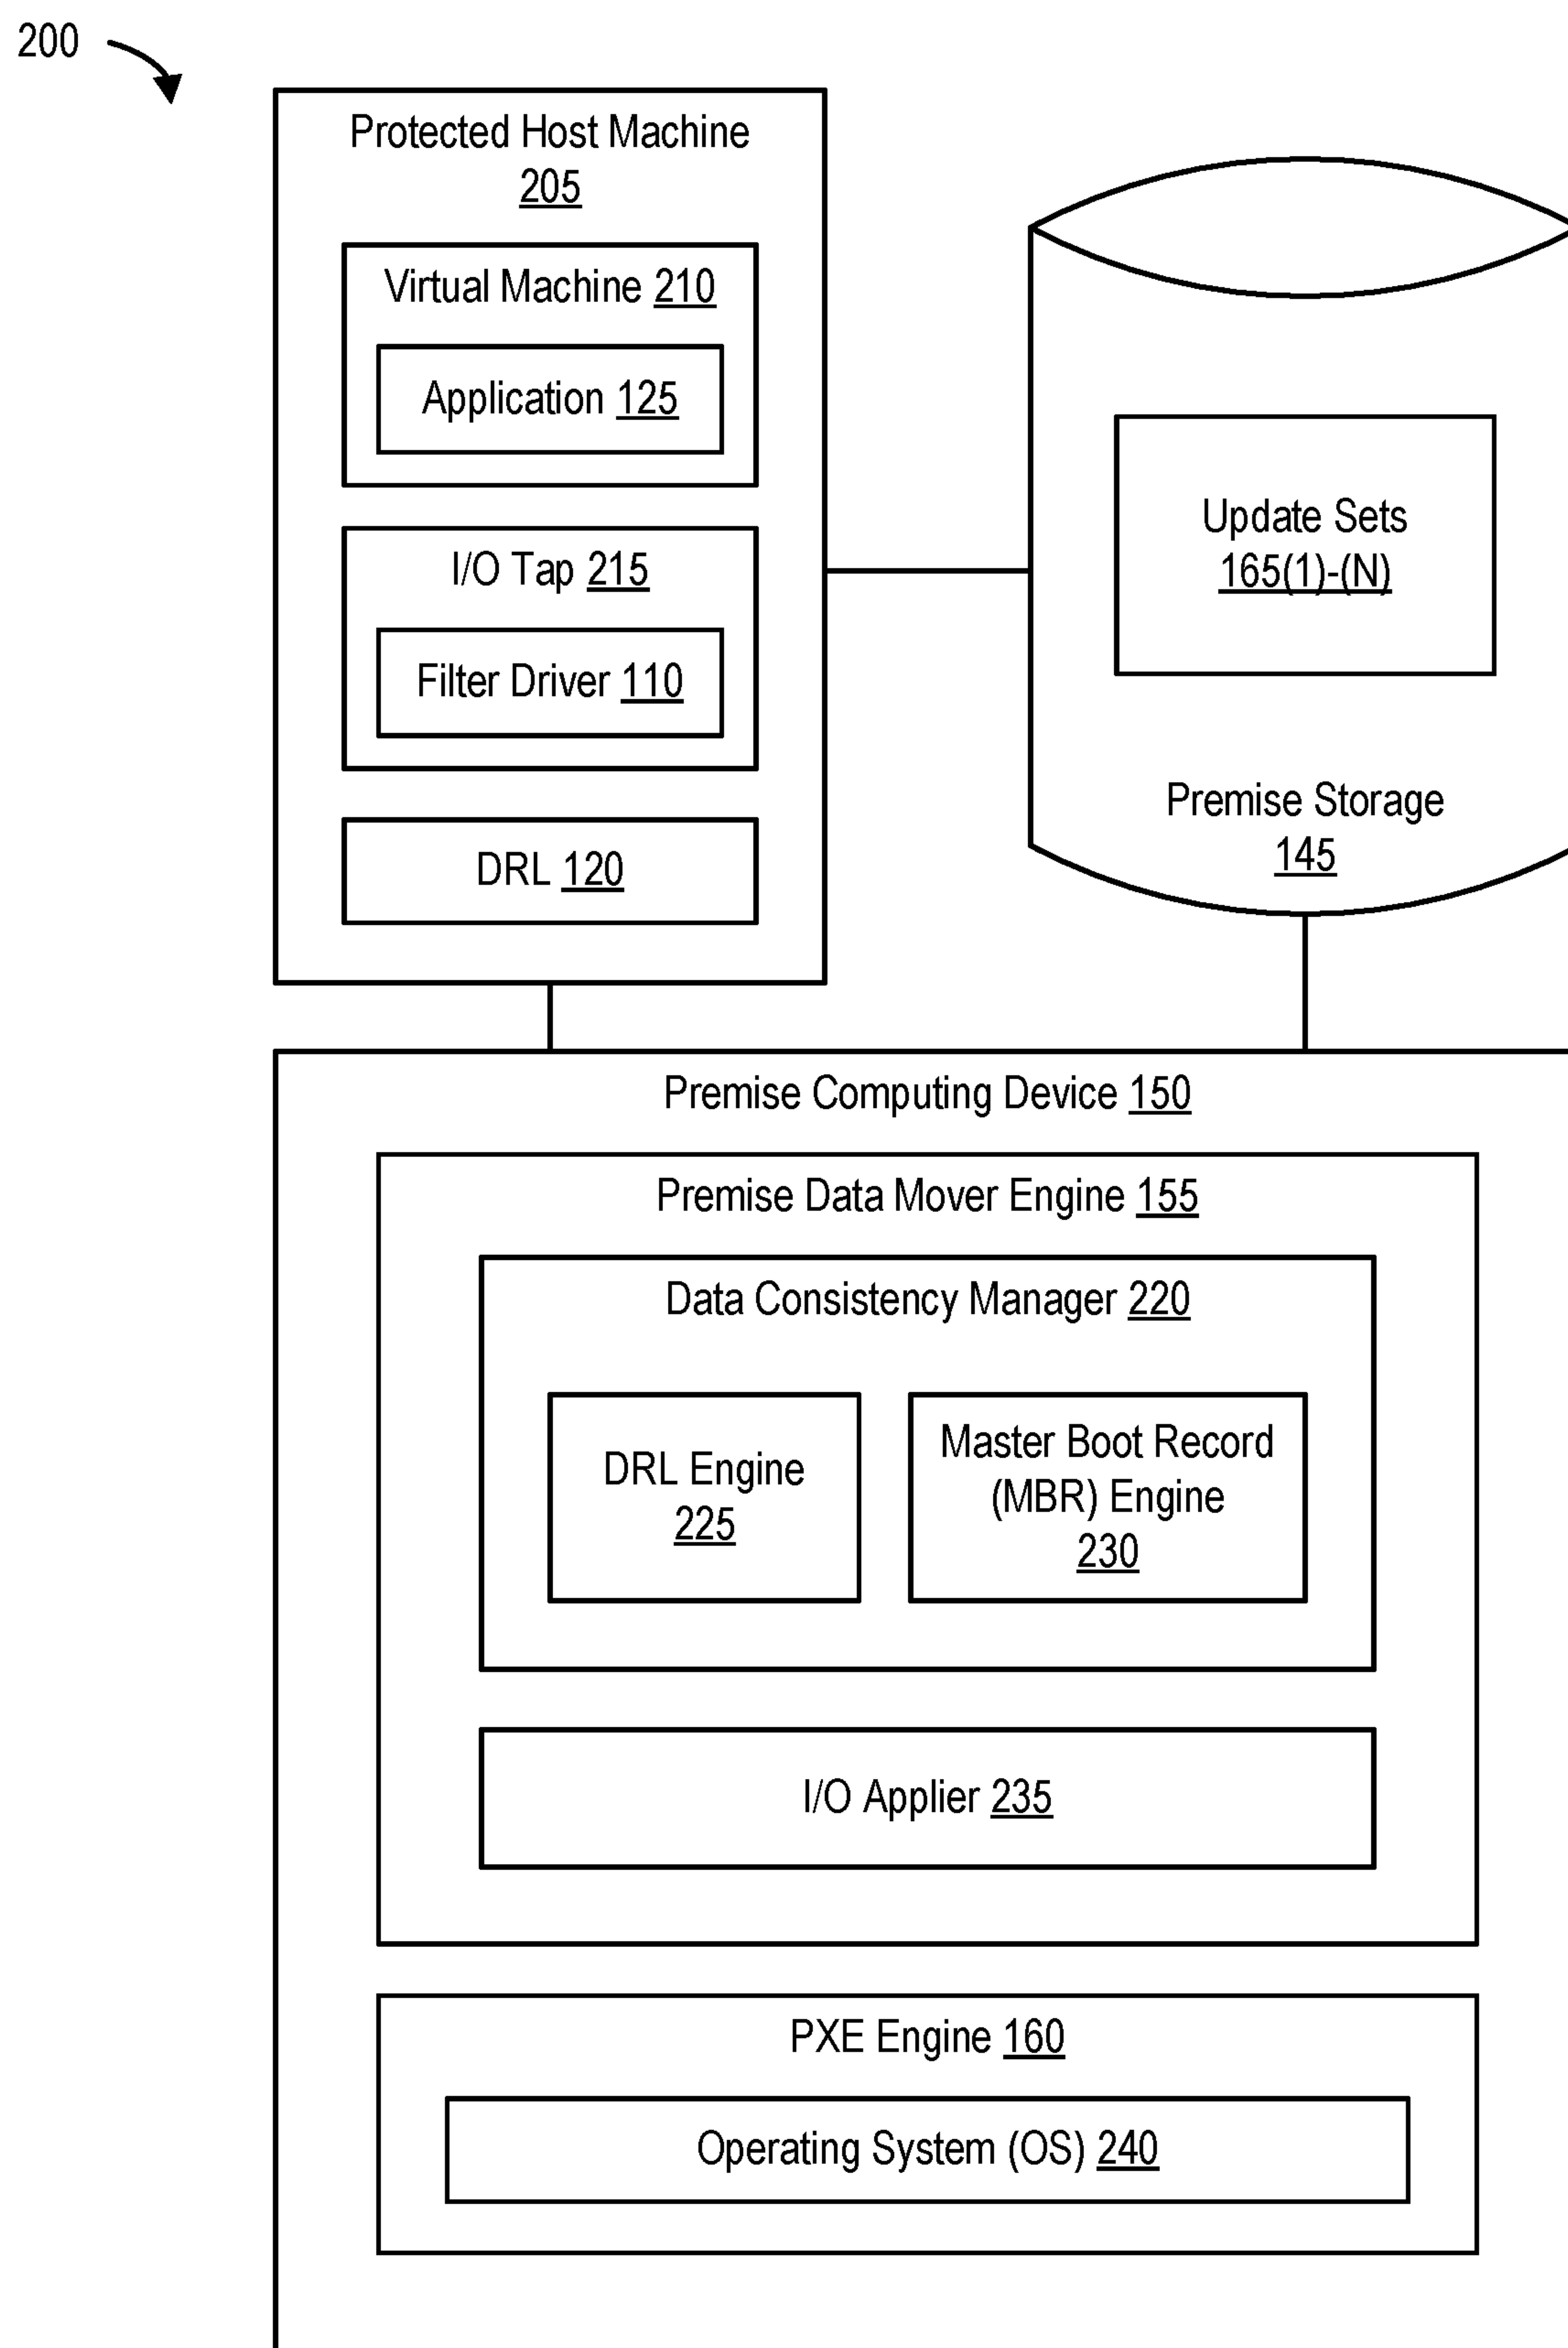 200
Protected Host Machine
205
Virtual Machine 210
Application 125
I/O Tap 215
Filter Driver 110
DRL 120
Update Sets
165(1)-(N)
Premise Storage
145
Premise Computing Device 150
Premise Data Mover Engine 155
Data Consistency Manager 220
DRL Engine
225
Master Boot Record
(MBR) Engine
230
I/O Applier 235
PXE Engine 160
Operating System (OS) 240